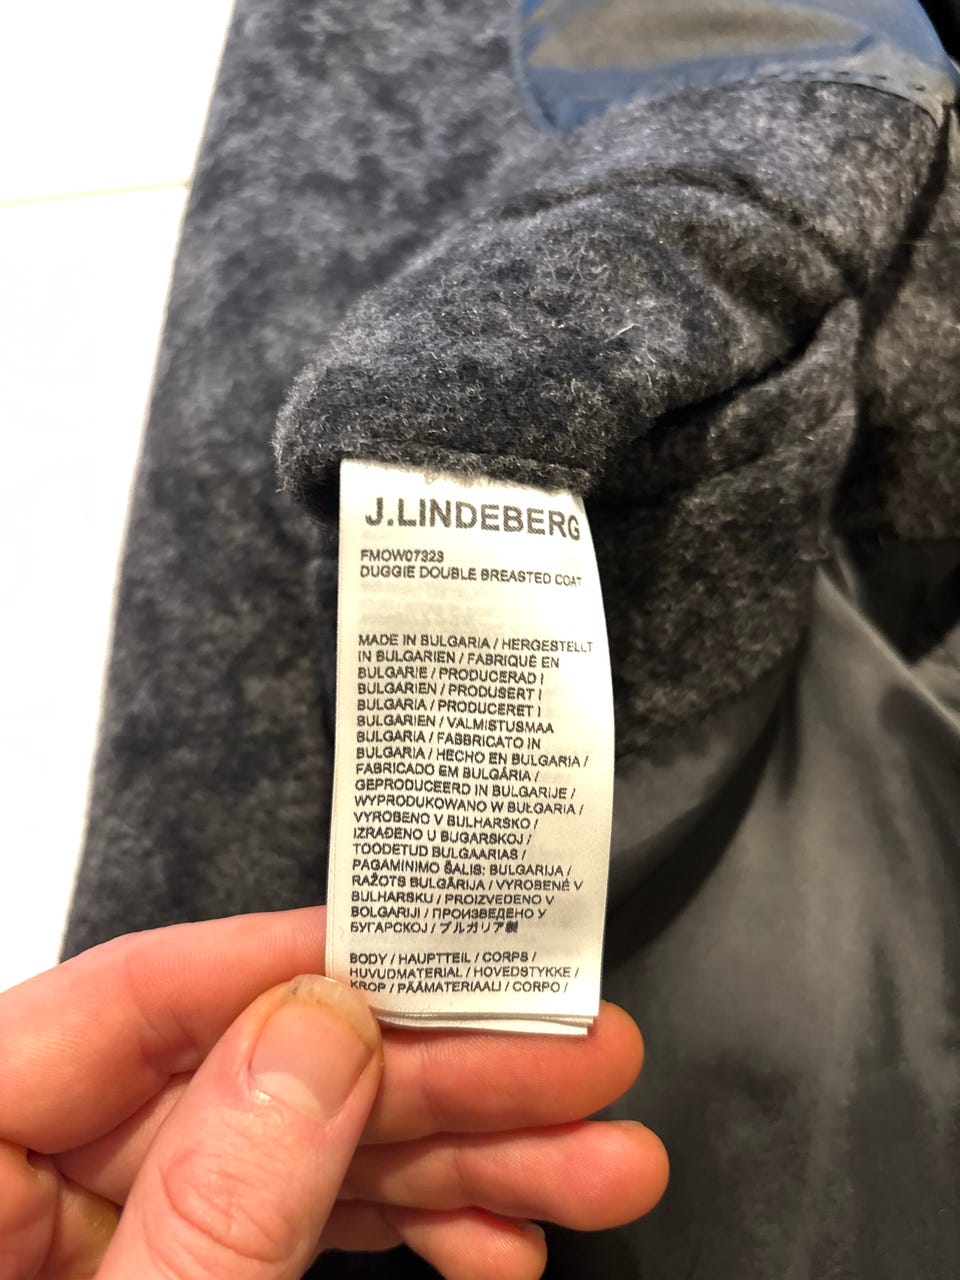 J.LINDEBERG
FMOW07323
DUGGIE DOUBLE BREASTED COAT
MADE IN BULGARIA / HERGESTELLT
IN BULGARIEN / FABRIQUÉ EN
BULGARIE / PRODUCERAD I
BULGARIEN / PRODUSERT I
BULGARIA / PRODUCERET I
BULGARIEN / VALMISTUSMAA
BULGARIA / FABBRICATO IN
BULGARIA / HECHO EN BULGARIA /
FABRICADO EM BULGÁRIA /
GEPRODUCEERD IN BULGARIJE /
WYPRODUKOWANO W BUŁGARIA /
VYROBENO V BULHARSKO /
IZRAĐENO U BUGARSKOJ /
TOODETUD BULGAARIAS /
PAGAMINIMO ŠALIS: BULGARIJA /
RAŽOTS BULGĀRIJA / VYROBENÉ V
BULHARSKU / PROIZVEDENO V
BOLGARIJI / ПРОИЗВЕДЕНО У
БУГАРСКОЈ / ブルガリア製
BODY / HAUPTTEIL / CORPS /
HUVUDMATERIAL / HOVEDSTYKKE /
KROP / PÄÄMATERIAALI / CORPO /